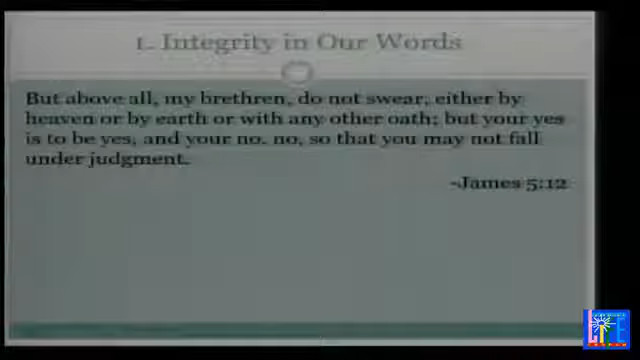 1. Integrity in Our Words
But above all, my brethren, do not swear, either by
heaven or by earth or with any other oath; but your yes
is to be yes, and your no, no, so that you may not fall
under judgment.
-James 5:12
LIFE